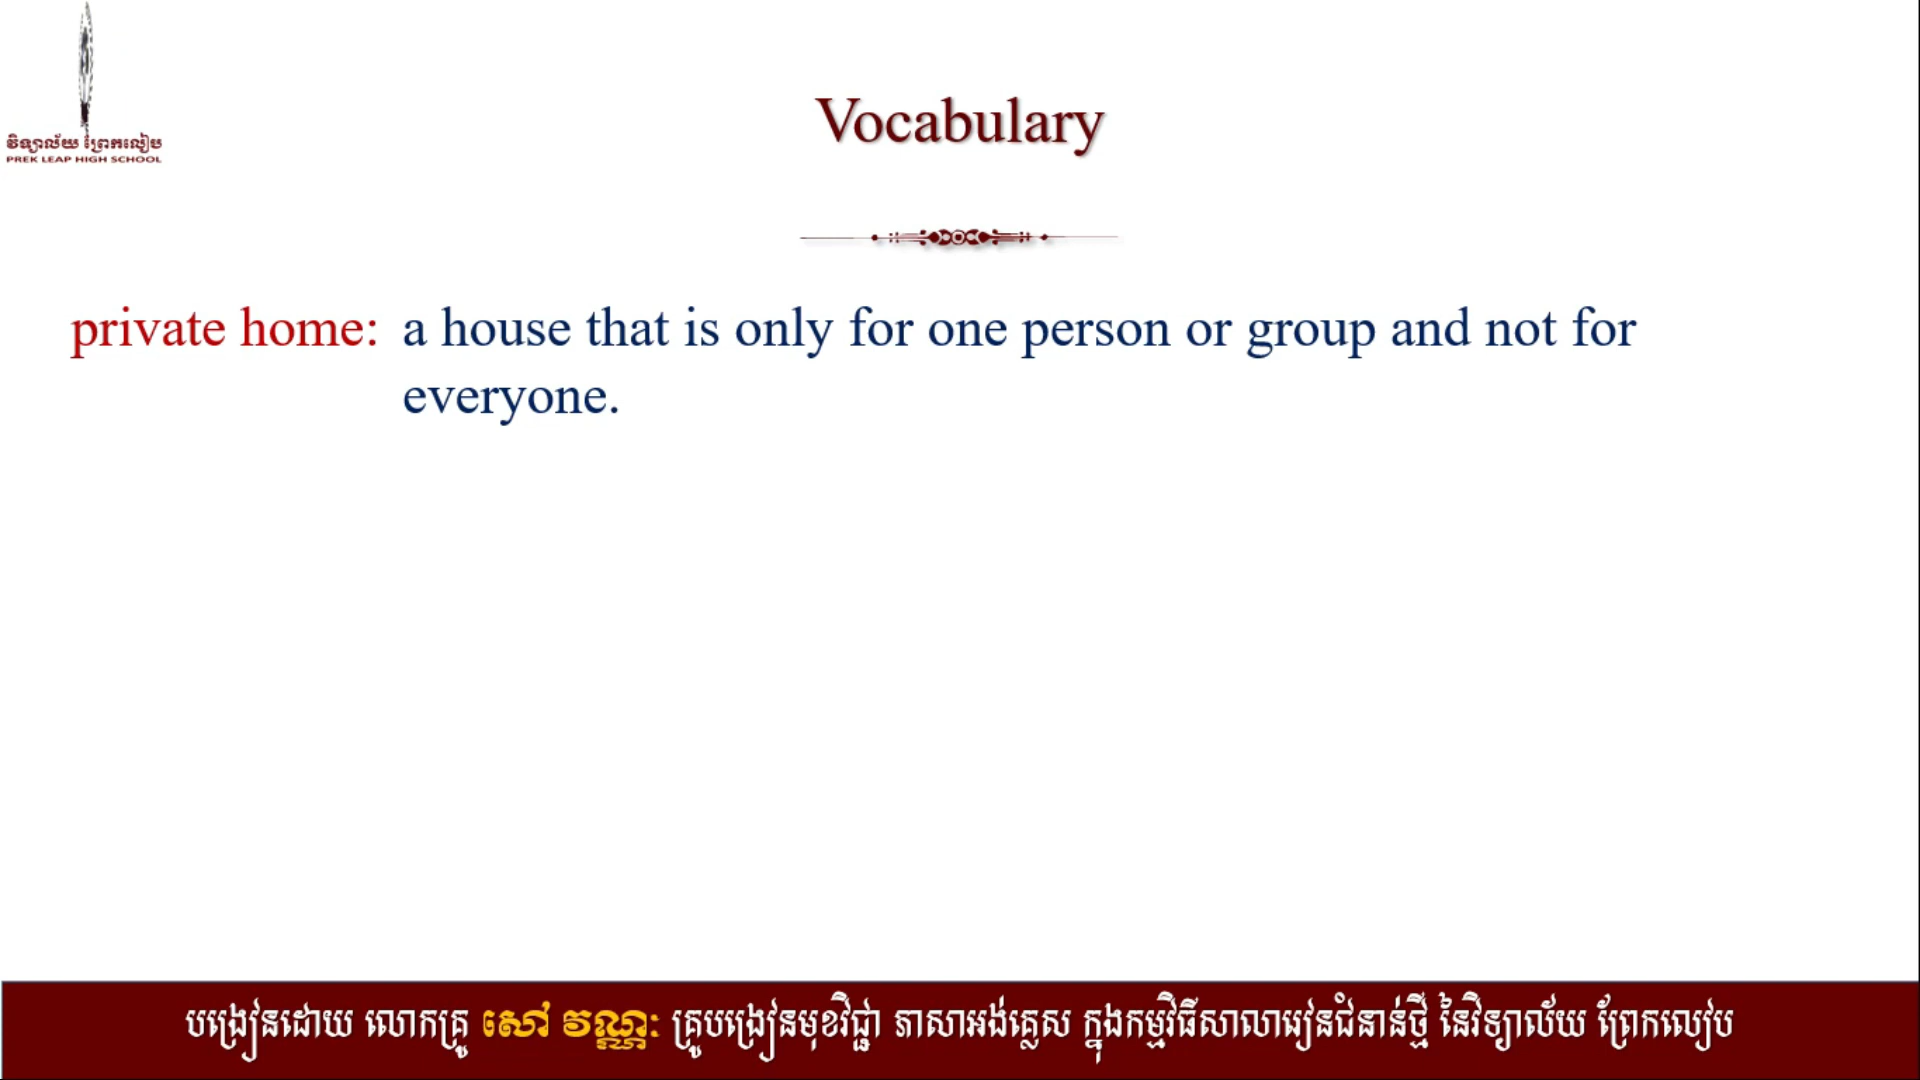 វិទ្យាល័យ ព្រែកលៀប
PREK LEAP HIGH SCHOOL
Vocabulary
private home: a house that is only for one person or group and not for
everyone.
បង្រៀនដោយ លោកគ្រូ សៅ វណ្ណៈ គ្រូបង្រៀនមុខវិជ្ជា ភាសាអង់គ្លេស ក្នុងកម្មវិធីសាលារៀនជំនាន់ថ្មី នៃវិទ្យាល័យ ព្រែកលៀប